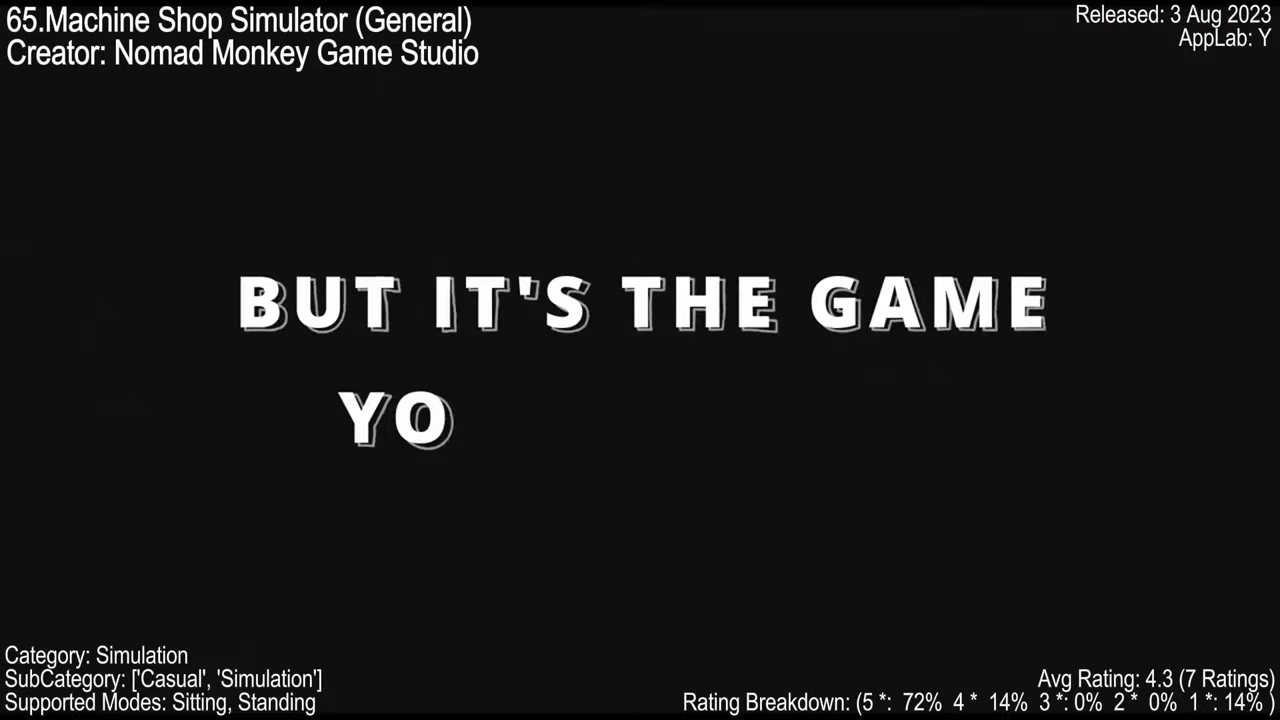 65.Machine Shop Simulator (General)
Creator: Nomad Monkey Game Studio
Released: 3 Aug 2023
AppLab: Y
BUT IT'S THE GAME
YO
Category: Simulation
SubCategory: ['Casual', 'Simulation']
Supported Modes: Sitting, Standing
Avg Rating: 4.3 (7 Ratings)
Rating Breakdown: (5 *:  72%  4 *  14%  3 *: 0%  2 *  0%  1 *: 14% )